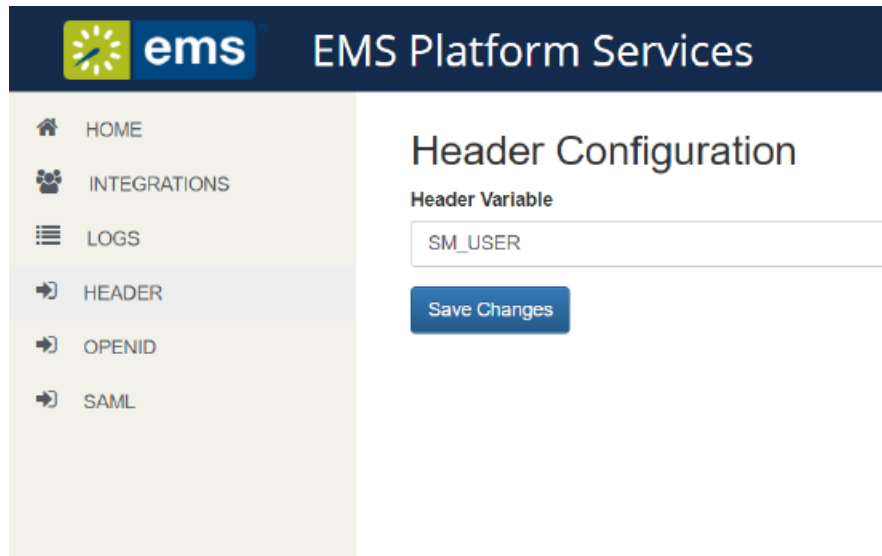 ems EMS Platform Services
HOME
INTEGRATIONS
LOGS
HEADER
OPENID
SAML
Header Configuration
Header Variable
SM_USER
Save Changes